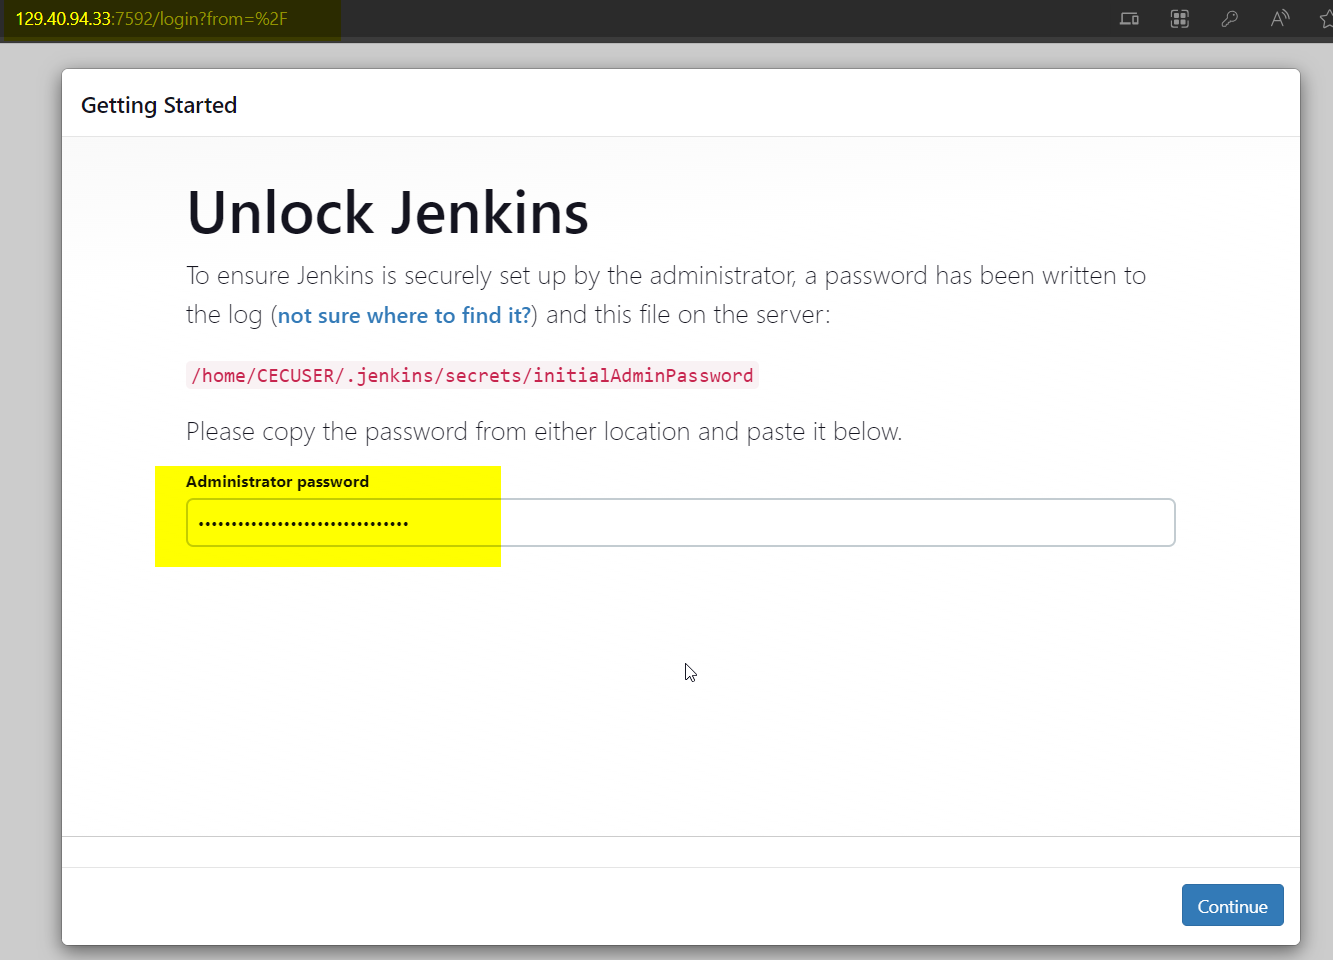 129.40.94.33:7592/login?from=%2F
Getting Started
Unlock Jenkins
To ensure Jenkins is securely set up by the administrator, a password has been written to
the log (not sure where to find it?) and this file on the server:
/home/CECUSER/.jenkins/secrets/initialAdminPassword
Please copy the password from either location and paste it below.
Administrator password
••••••••••••••••••••••••••••••••
Continue